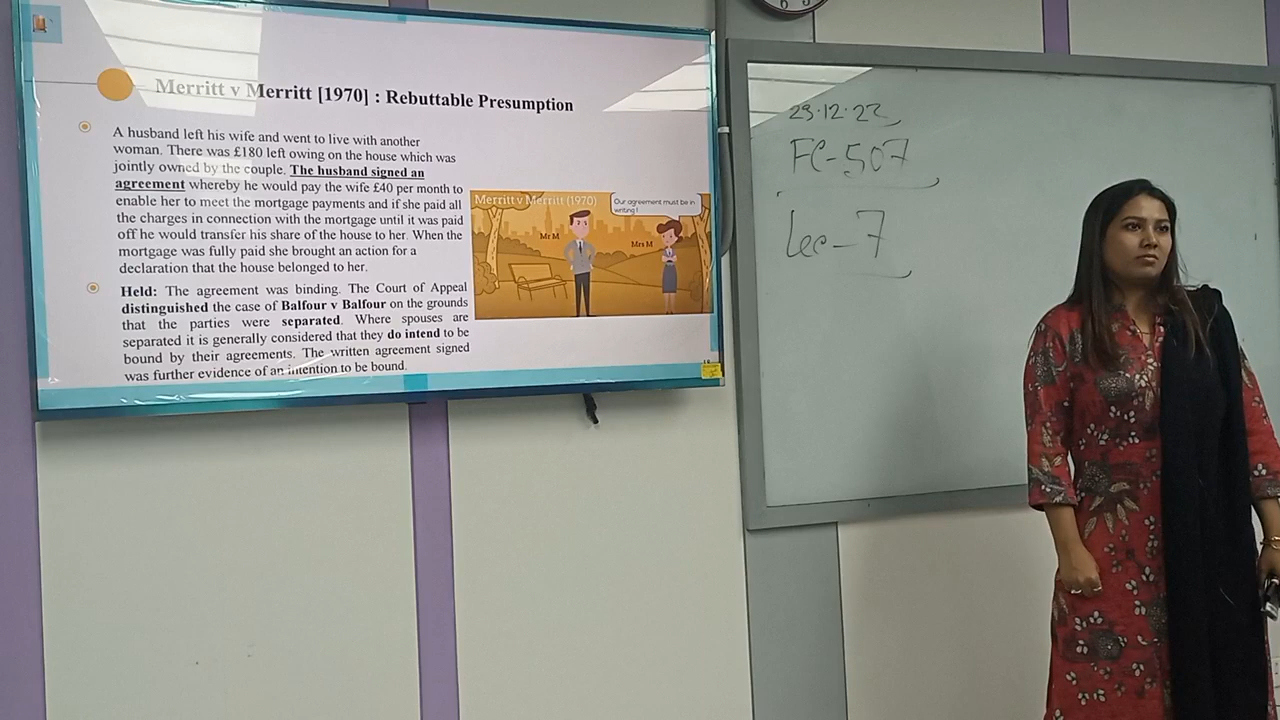 Merritt v Merritt [1970] : Rebuttable Presumption
A husband left his wife and went to live with another
woman. There was £180 left owing on the house which was
jointly owned by the couple. The husband signed an
agreement whereby he would pay the wife £40 per month to
enable her to meet the mortgage payments and if she paid all
the charges in connection with the mortgage until it was paid
off he would transfer his share of the house to her. When the
mortgage was fully paid she brought an action for a
declaration that the house belonged to her.
Held: The agreement was binding. The Court of Appeal
distinguished the case of Balfour v Balfour on the grounds
that the parties were separated. Where spouses are
separated it is generally considered that they do intend to be
bound by their agreements. The written agreement signed
was further evidence of an intention to be bound.
Merritt v Merritt (1970)
Our agreement must be in
writing !
Mr M
Mrs M
23.12.22
FC-507
Lec-7